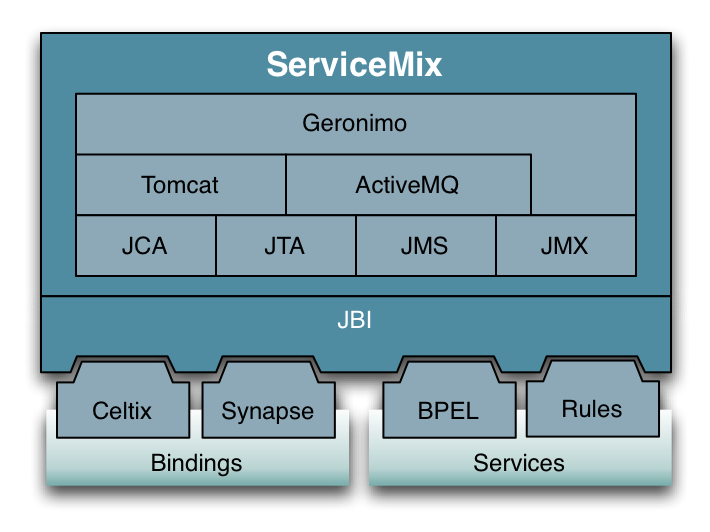 ServiceMix
Geronimo
Tomcat ActiveMQ
JCA JTA JMS JMX
JBI
Celtix Synapse BPEL Rules
Bindings Services